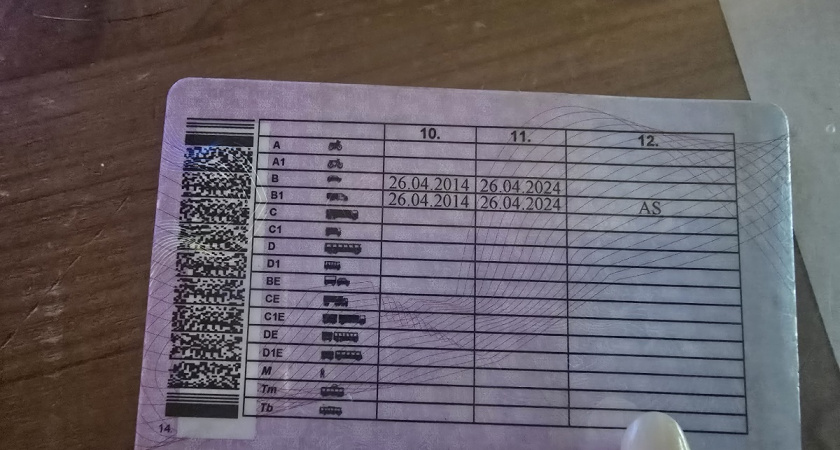 10. 11. 12.
A
A1
B 26.04.2014 26.04.2024
B1 26.04.2014 26.04.2024 AS
C
C1
D
D1
BE
CE
C1E
DE
D1E
M
Tm
Tb
14